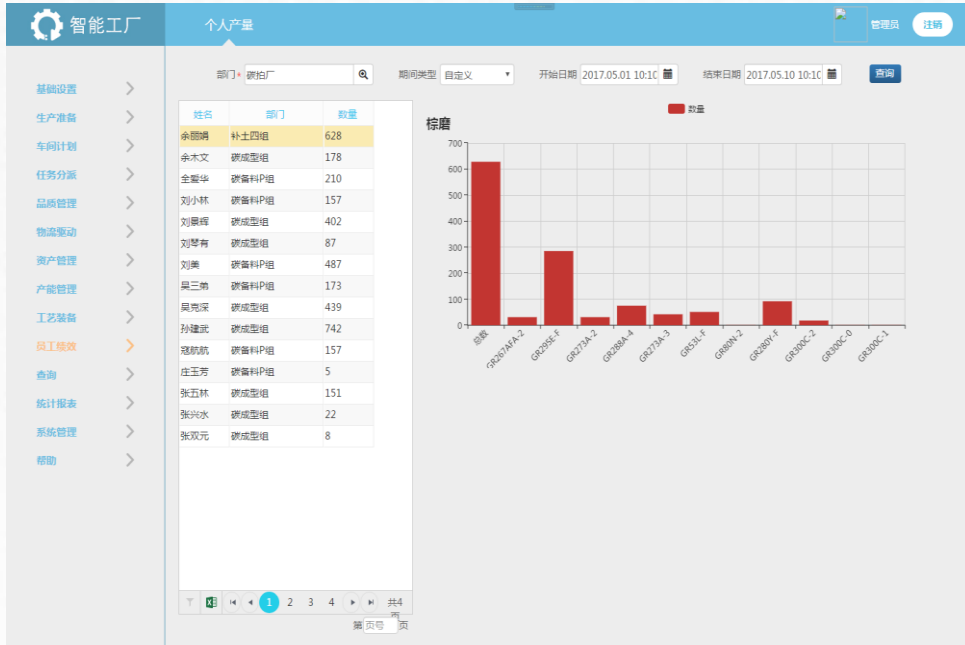 智能工厂
个人产量
管理员
注销
部门* 碳拍厂
期间类型 自定义
开始日期 2017.05.01 10:10
结束日期 2017.05.10 10:10
查询
基础设置
生产准备
车间计划
任务分派
品质管理
物流驱动
资产管理
产能管理
工艺装备
员工绩效
查询
统计报表
系统管理
帮助
姓名 部门 数量
余丽娟 补土四组 628
余木文 碳成型组 178
全爱华 碳备料P组 210
刘小林 碳备料P组 157
刘景辉 碳成型组 402
刘琴有 碳成型组 87
刘美 碳备料P组 487
吴三弟 碳备料P组 173
吴克深 碳成型组 439
孙建武 碳成型组 742
寇航航 碳备料P组 157
庄玉芳 碳备料P组 5
张五林 碳成型组 151
张兴水 碳成型组 22
张双元 碳成型组 8
1 2 3 4 共4
页
第 页号 页
数量
棕磨
700
600
500
400
300
200
100
0
总数 GR267AFA-2 GR295E-F GR273A-2 GR288A-4 GR273A-3 GR53L-F GR80N-2 GR280Y-F GR300C-2 GR300C-0 GR300C-1